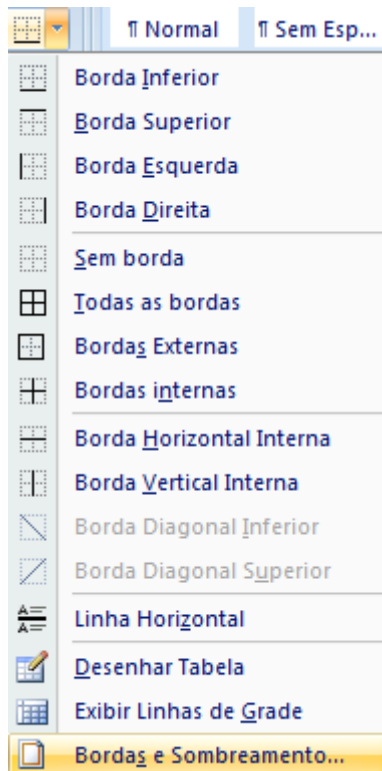 ¶ Normal ¶ Sem Esp...
Borda Inferior
Borda Superior
Borda Esquerda
Borda Direita
Sem borda
Todas as bordas
Bordas Externas
Bordas internas
Borda Horizontal Interna
Borda Vertical Interna
Borda Diagonal Inferior
Borda Diagonal Superior
Linha Horizontal
Desenhar Tabela
Exibir Linhas de Grade
Bordas e Sombreamento...